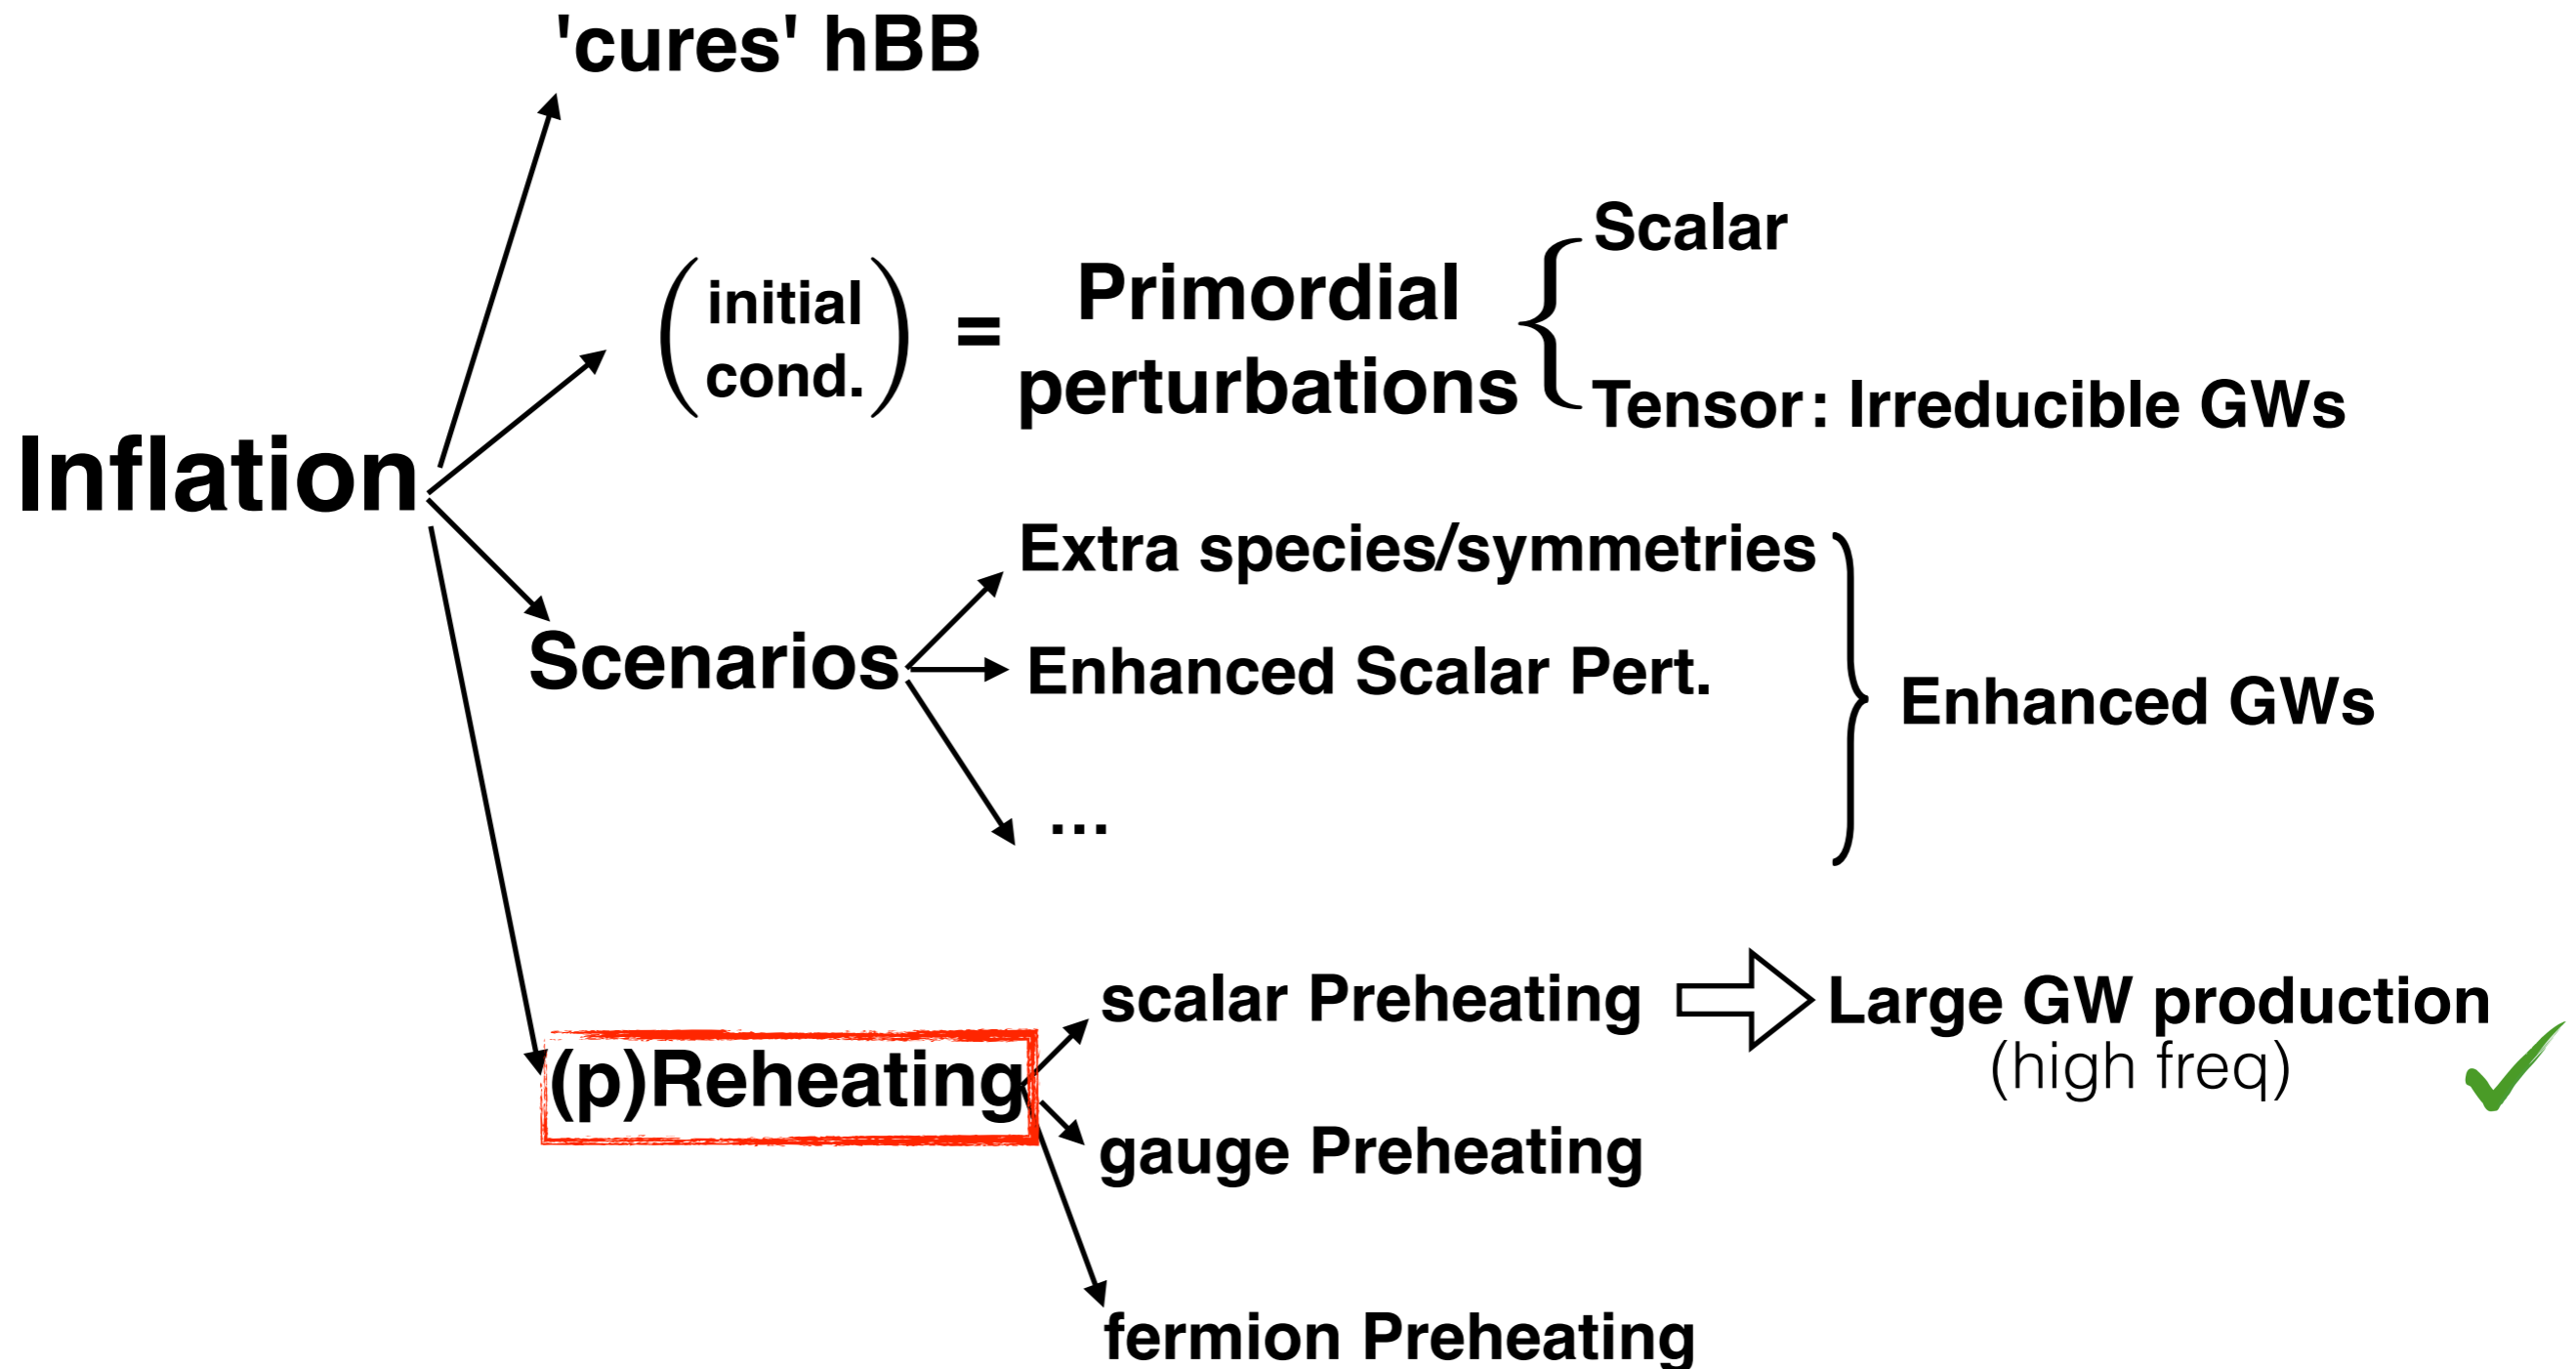 'cures' hBB
Scalar
initial
cond.
=
Primordial
perturbations
Tensor: Irreducible GWs
Inflation
Extra species/symmetries
Scenarios
Enhanced Scalar Pert.
Enhanced GWs
...
scalar Preheating
Large GW production
(high freq)
(p)Reheating
gauge Preheating
fermion Preheating